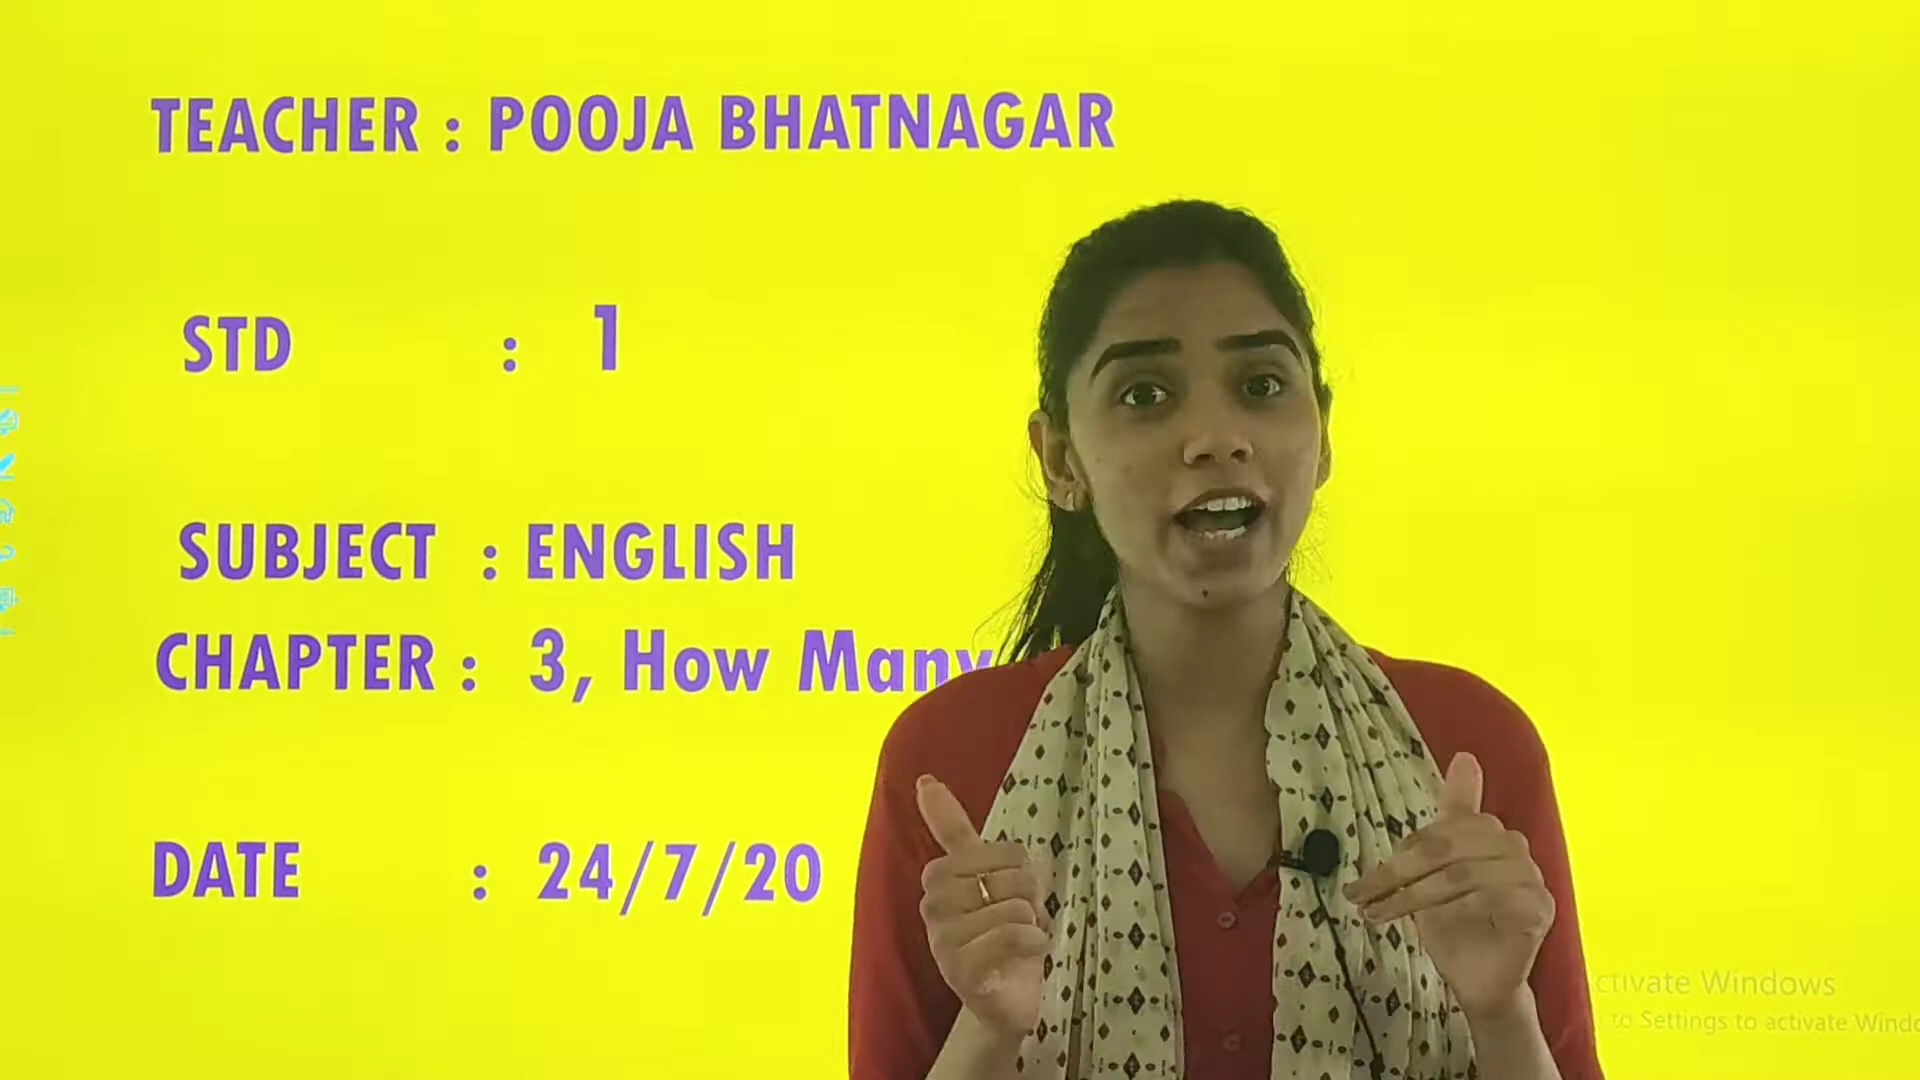 TEACHER : POOJA BHATNAGAR
STD : 1
SUBJECT : ENGLISH
CHAPTER : 3, How Many
DATE : 24/7/20
ctivate Windows
to Settings to activate Windo